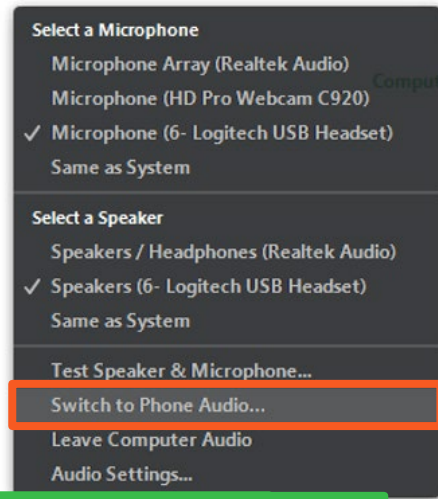 Select a Microphone
Microphone Array (Realtek Audio)
Comput
Microphone (HD Pro Webcam C920)
✓ Microphone (6- Logitech USB Headset)
Same as System
Select a Speaker
Speakers / Headphones (Realtek Audio)
✓ Speakers (6- Logitech USB Headset)
Same as System
Test Speaker & Microphone...
Switch to Phone Audio...
Leave Computer Audio
Audio Settings...